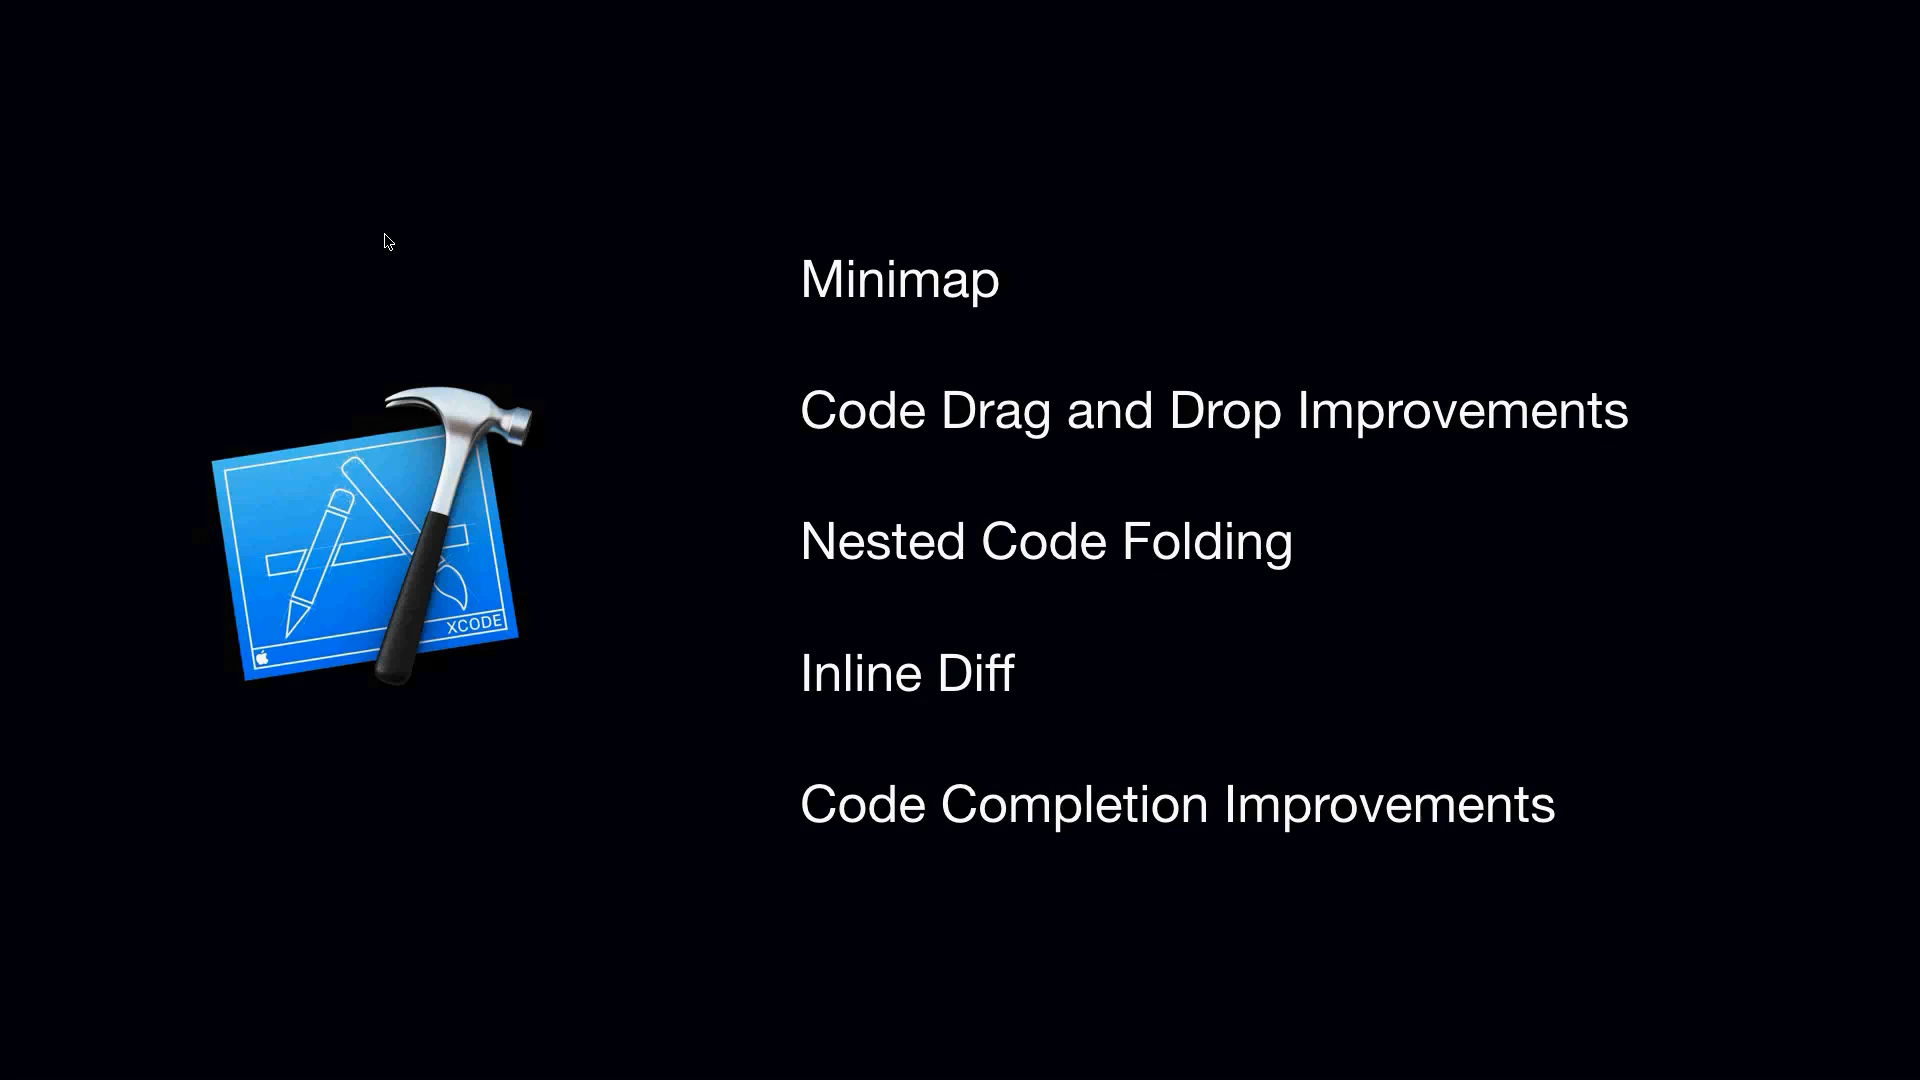 Minimap
Code Drag and Drop Improvements
Nested Code Folding
Inline Diff
Code Completion Improvements
XCODE